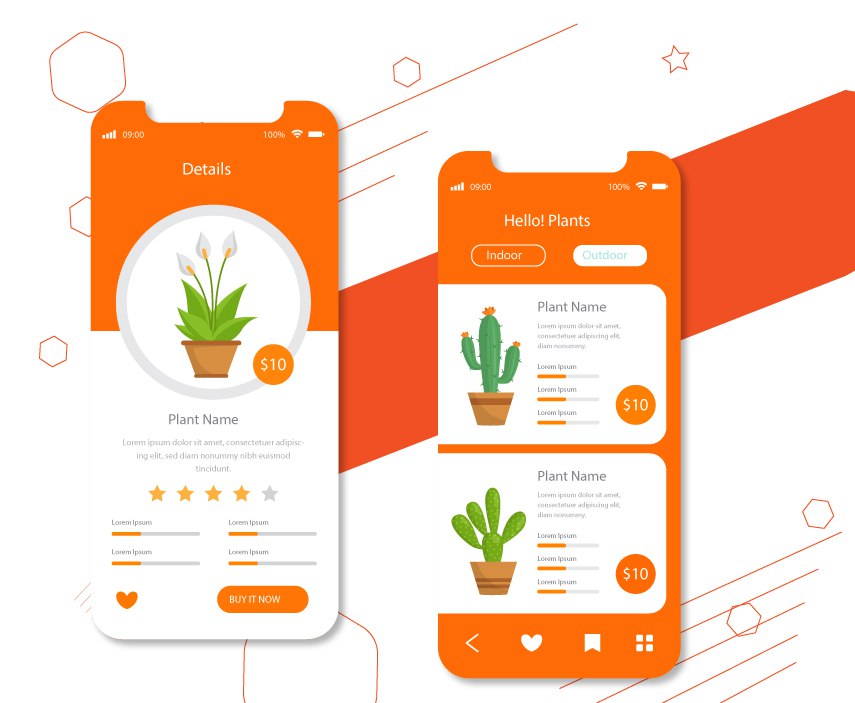 09:00
100%
Details
$10
Plant Name
Lorem ipsum dolor sit amet, consectetuer adipisc-
ing elit, sed diam nonummy nibh euismod
tincidunt.
Lorem Ipsum
Lorem Ipsum
Lorem Ipsum
Lorem Ipsum
BUY IT NOW
09:00
100%
Hello! Plants
Indoor
Outdoor
Plant Name
Lorem ipsum dolor sit amet,
consectetuer adipiscing elit, sed
diam nonummy.
Lorem Ipsum
Lorem Ipsum
Lorem Ipsum
$10
Plant Name
Lorem ipsum dolor sit amet,
consectetuer adipiscing elit, sed
diam nonummy.
Lorem Ipsum
Lorem Ipsum
Lorem Ipsum
$10